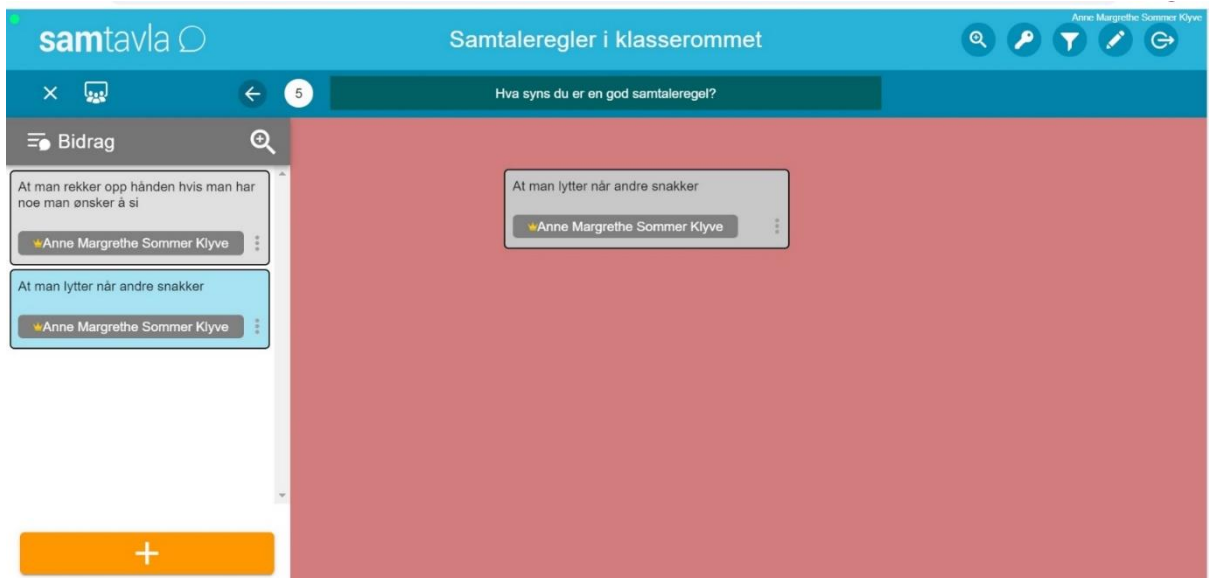 Anne Margrethe Sommer Klyve
samtavla
Samtaleregler i klasserommet
5
Hva syns du er en god samtaleregel?
Bidrag
At man rekker opp hånden hvis man har
noe man ønsker å si
Anne Margrethe Sommer Klyve
At man lytter når andre snakker
Anne Margrethe Sommer Klyve
At man lytter når andre snakker
Anne Margrethe Sommer Klyve